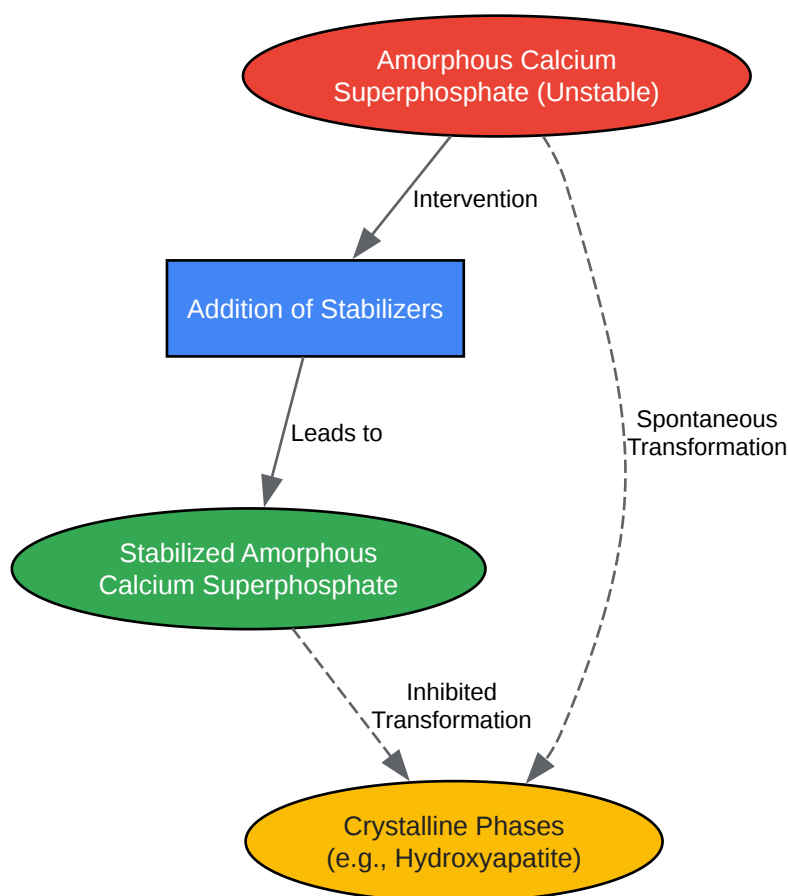 Amorphous Calcium
Superphosphate (Unstable)
Intervention
Addition of Stabilizers
Spontaneous
Transformation
Leads to
Stabilized Amorphous
Calcium Superphosphate
Inhibited
Transformation
Crystalline Phases
(e.g., Hydroxyapatite)